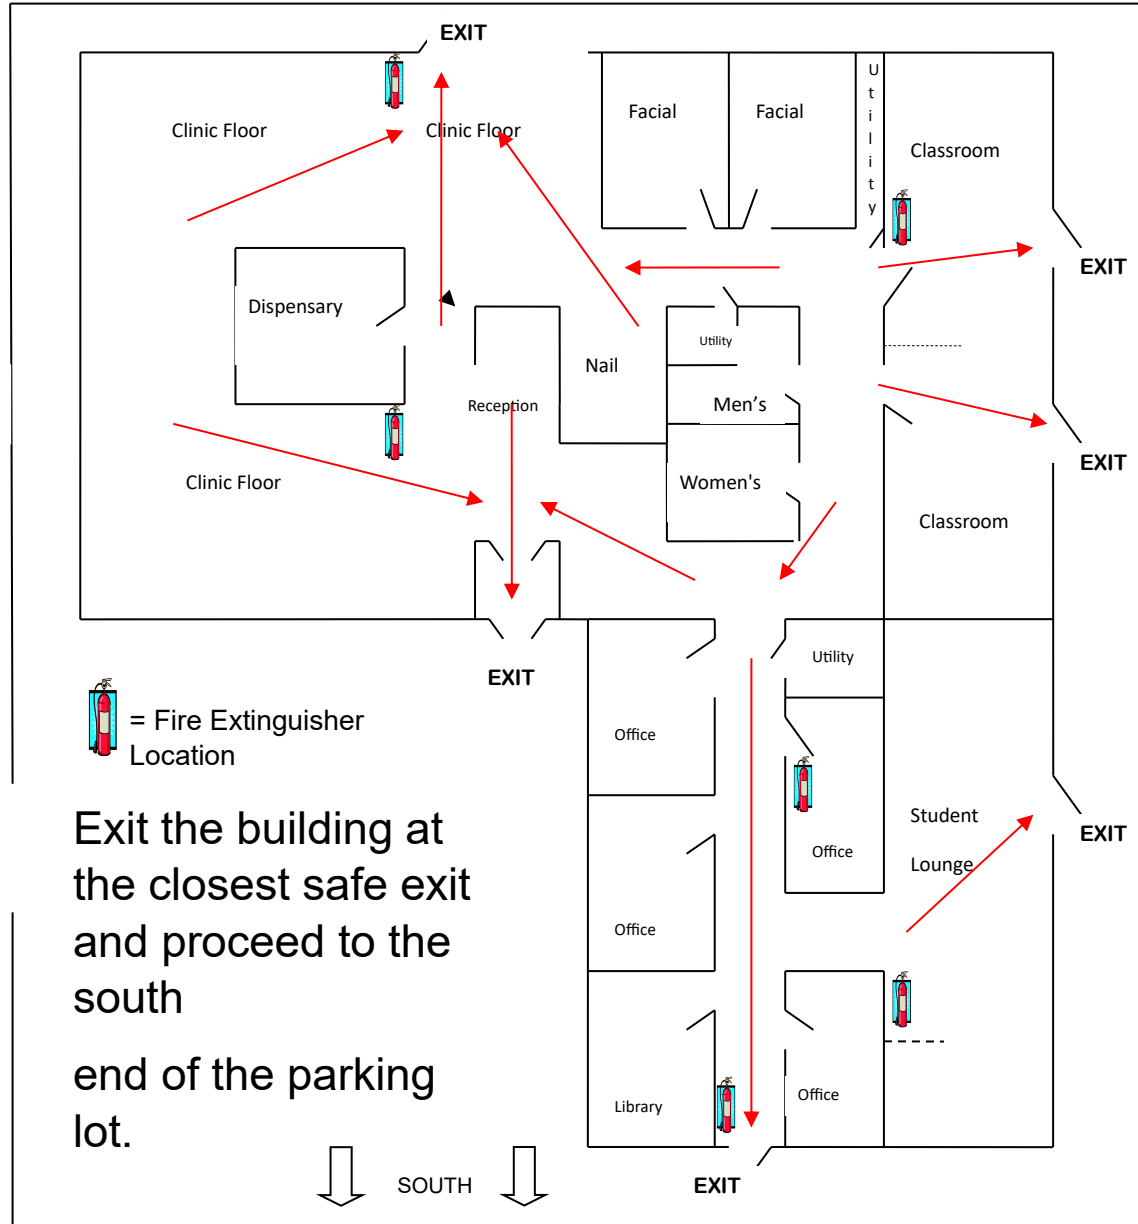 EXIT
Clinic Floor
Clinic Floor
Facial
Facial
Utility
Classroom
EXIT
Dispensary
Utility
Nail
Reception
Men's
EXIT
Women's
Clinic Floor
Classroom
EXIT
Utility
= Fire Extinguisher
Location
Office
Exit the building at
the closest safe exit
and proceed to the
south
end of the parking
lot.
Student
Lounge
EXIT
Office
Office
Library
Office
SOUTH
EXIT